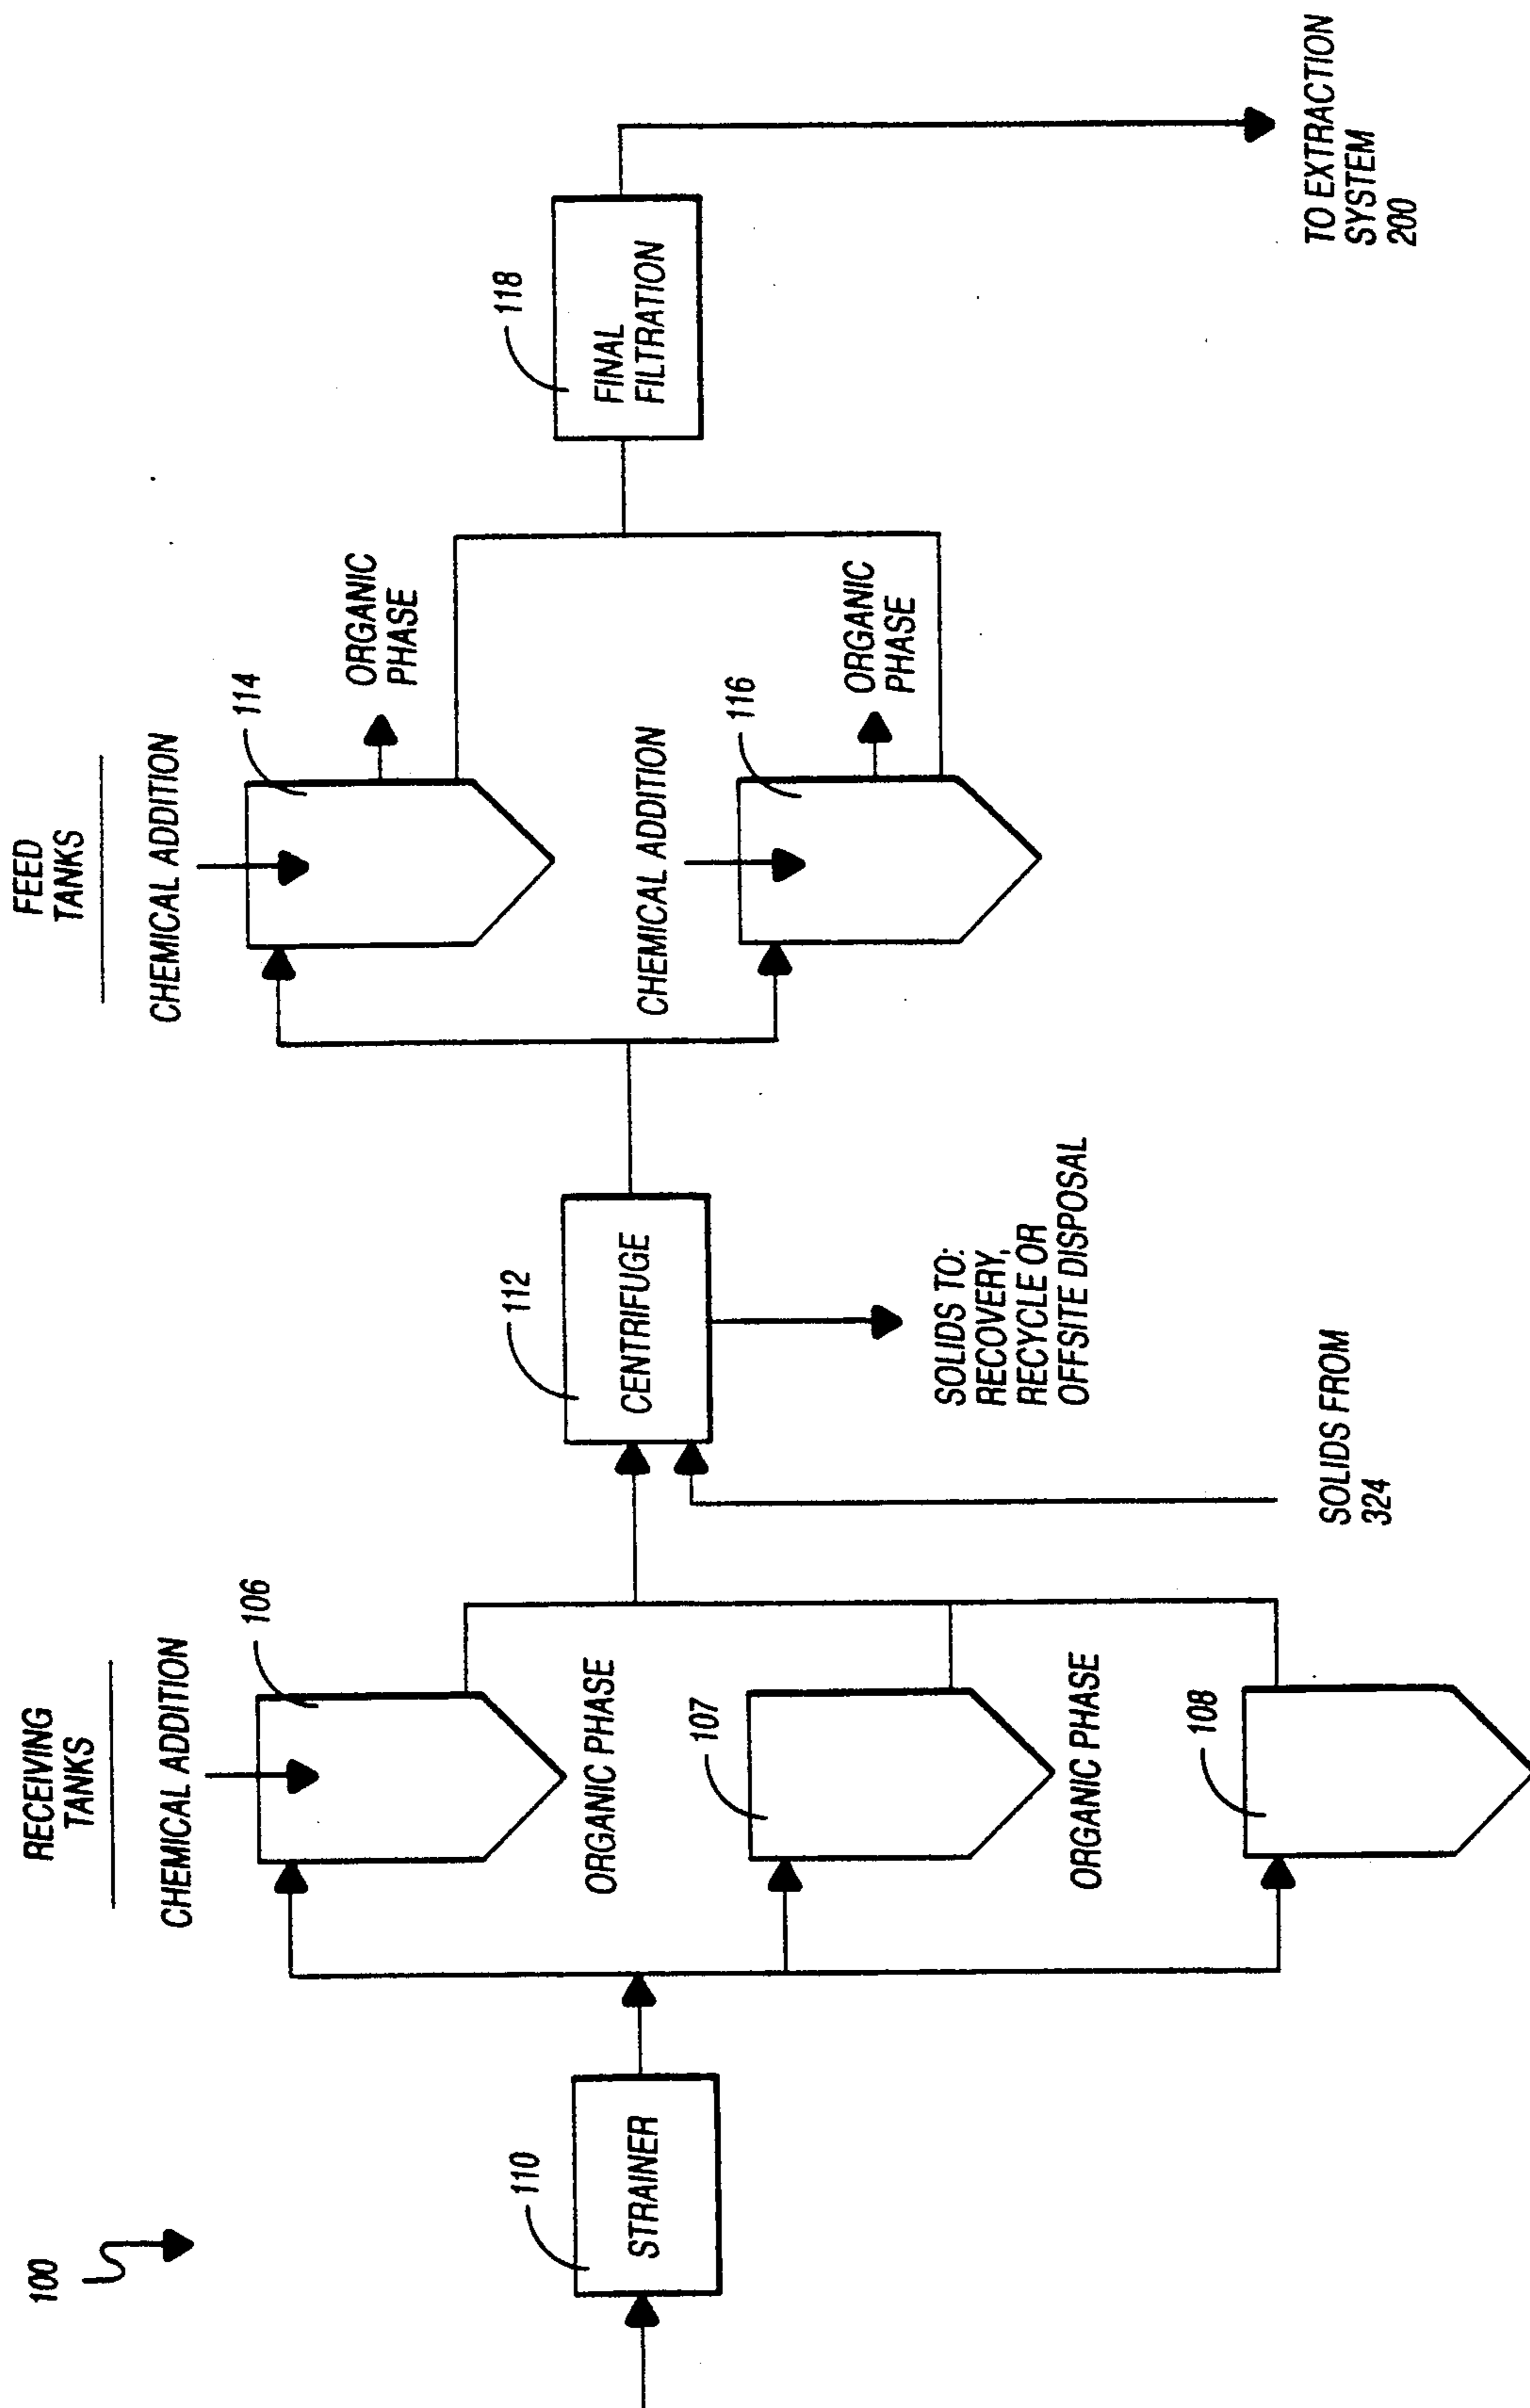 100
RECEIVING
TANKS
FEED
TANKS
CHEMICAL ADDITION
106
CHEMICAL ADDITION
114
ORGANIC
PHASE
110
STRAINER
ORGANIC PHASE
112
CENTRIFUGE
118
FINAL
FILTRATION
107
CHEMICAL ADDITION
116
ORGANIC
PHASE
ORGANIC PHASE
SOLIDS TO:
RECOVERY,
RECYCLE OR
OFFSITE DISPOSAL
108
SOLIDS FROM
324
TO EXTRACTION
SYSTEM
200